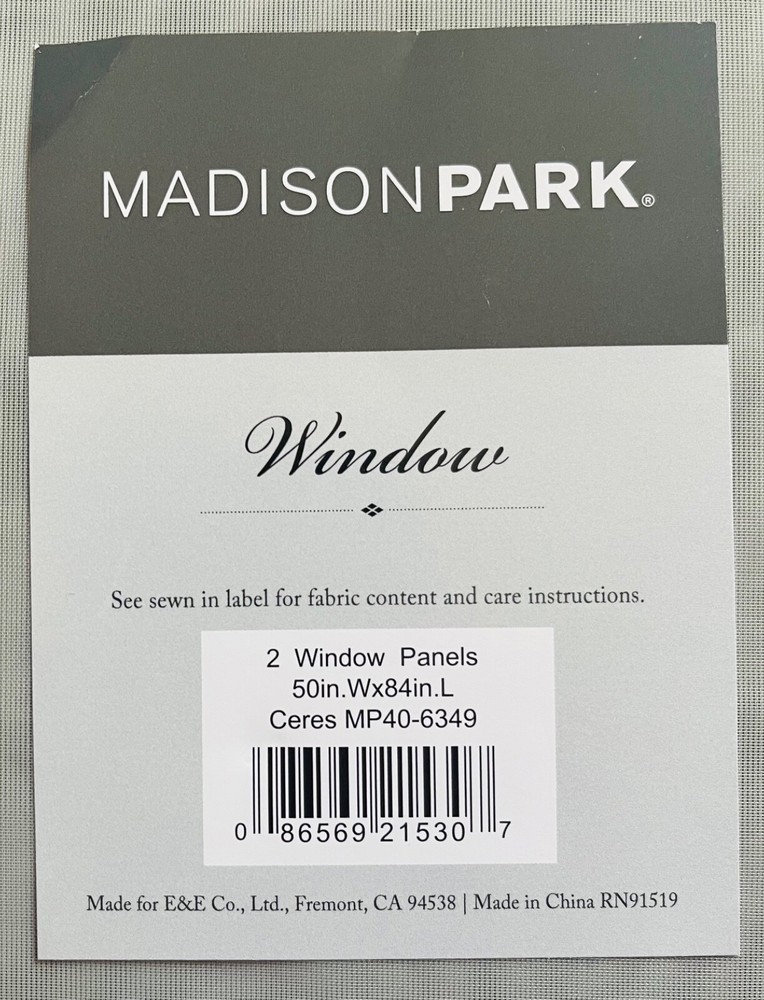 MADISONPARK®
Window
See sewn in label for fabric content and care instructions.
2 Window Panels
50in.Wx84in.L
Ceres MP40-6349
0 86569 21530 7
Made for E&E Co., Ltd., Fremont, CA 94538 | Made in China RN91519